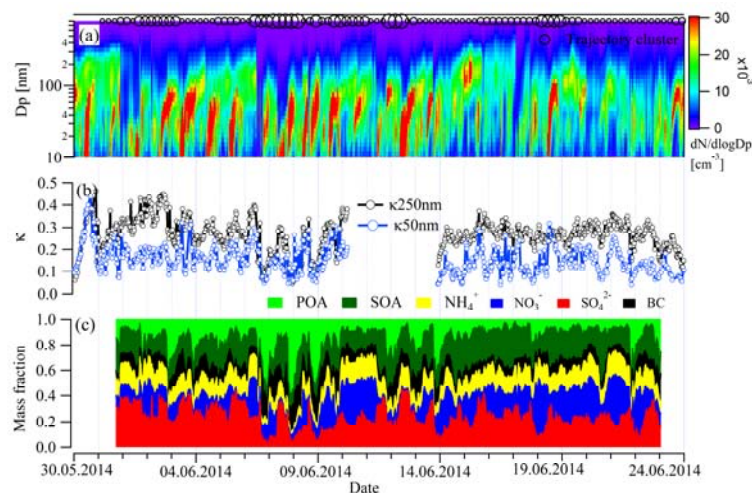 (a)
Trajectory cluster
Dp [nm]
4
2
100
4
2
10
30
20
10
0
x10³
dN/dlogDp
[cm⁻³]
(b)
κ
0.5
0.4
0.3
0.2
0.1
0.0
κ250nm
κ50nm
POA SOA NH₄⁺ NO₃⁻ SO₄²⁻ BC
(c)
Mass fraction
1.0
0.8
0.6
0.4
0.2
0.0
30.05.2014 04.06.2014 09.06.2014 14.06.2014 19.06.2014 24.06.2014
Date